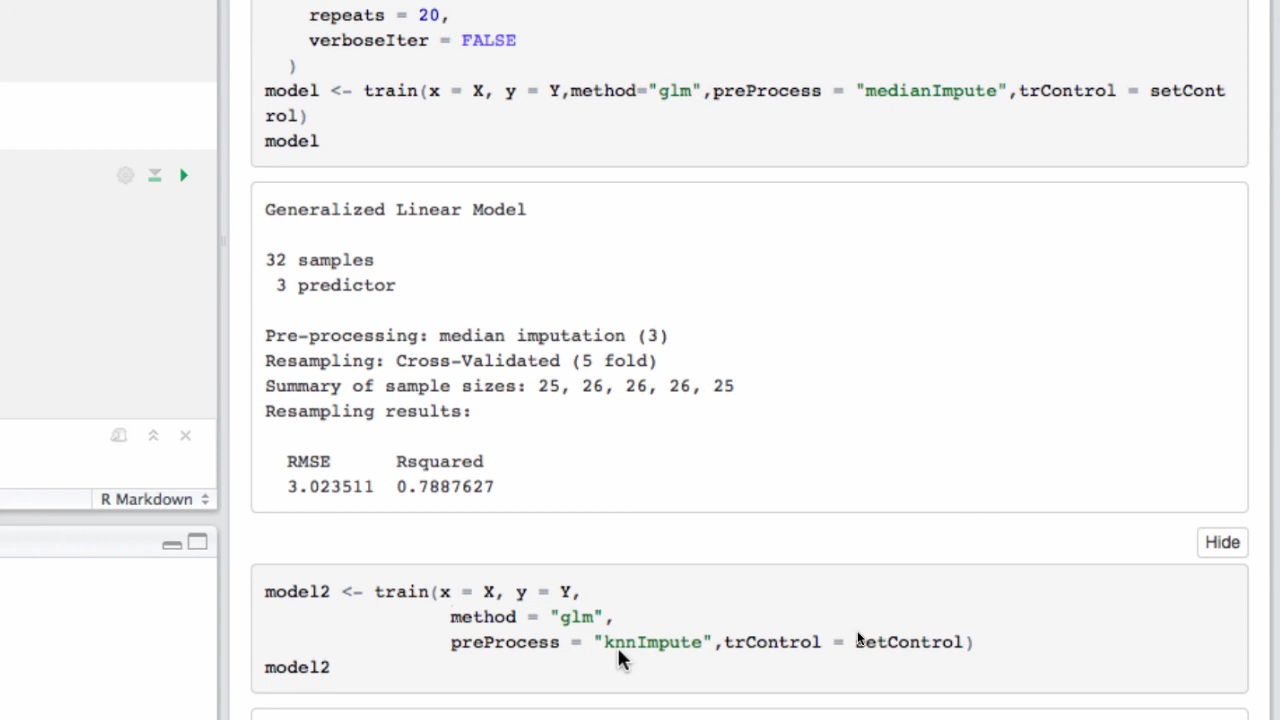 repeats = 20,
verboseIter = FALSE
)
model <- train(x = X, y = Y,method="glm",preProcess = "medianImpute",trControl = setCont
rol)
model
Generalized Linear Model
32 samples
3 predictor
Pre-processing: median imputation (3)
Resampling: Cross-Validated (5 fold)
Summary of sample sizes: 25, 26, 26, 26, 25
Resampling results:
RMSE Rsquared
3.023511 0.7887627
R Markdown
Hide
model2 <- train(x = X, y = Y,
method = "glm",
preProcess = "knnImpute",trControl = setControl)
model2